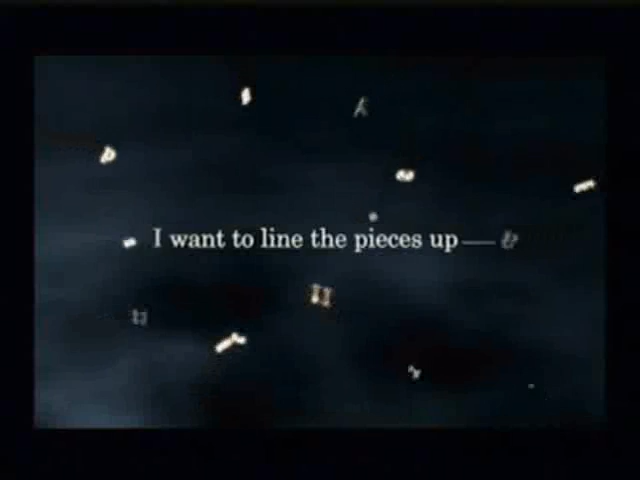 I want to line the pieces up—